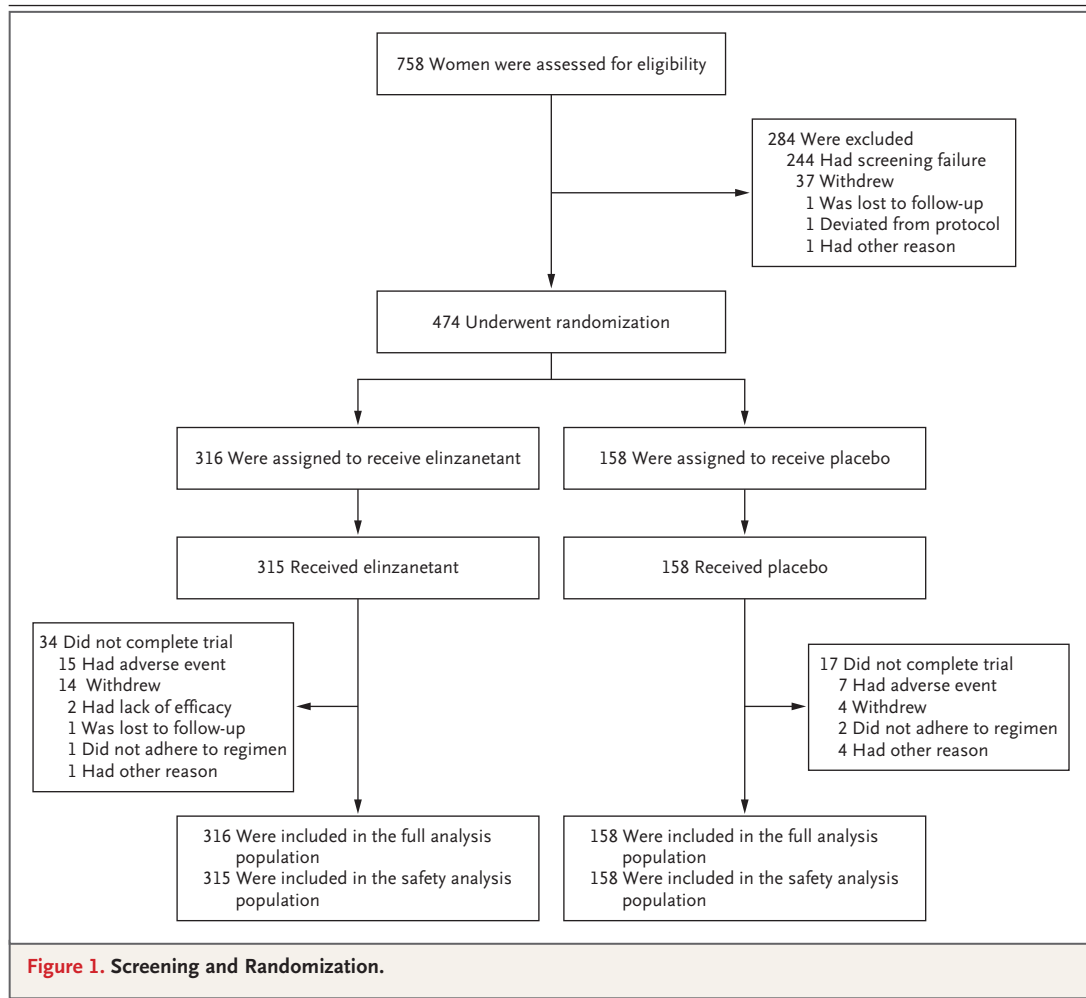 758 Women were assessed for eligibility
284 Were excluded
244 Had screening failure
37 Withdrew
1 Was lost to follow-up
1 Deviated from protocol
1 Had other reason
474 Underwent randomization
316 Were assigned to receive elinzanetant
158 Were assigned to receive placebo
315 Received elinzanetant
158 Received placebo
34 Did not complete trial
15 Had adverse event
14 Withdrew
2 Had lack of efficacy
1 Was lost to follow-up
1 Did not adhere to regimen
1 Had other reason
17 Did not complete trial
7 Had adverse event
4 Withdrew
2 Did not adhere to regimen
4 Had other reason
316 Were included in the full analysis
population
315 Were included in the safety analysis
population
158 Were included in the full analysis
population
158 Were included in the safety analysis
population
Figure 1. Screening and Randomization.